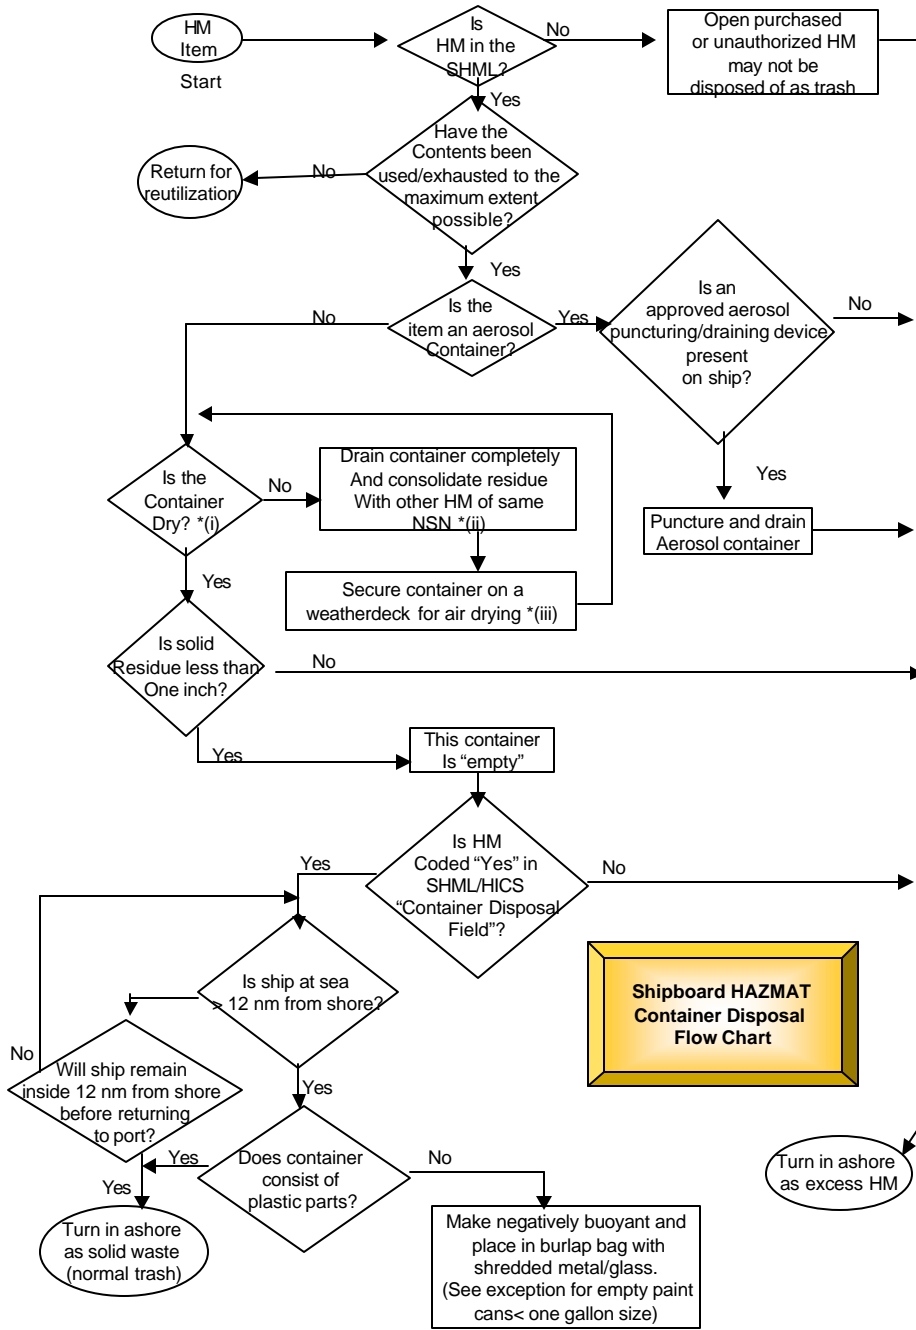 HM
Item
Start
Is
HM in the
SHML?
No
Open purchased
or unauthorized HM
may not be
disposed of as trash
Yes
Have the
Contents been
used/exhausted to the
maximum extent
possible?
No
Return for
reutilization
Yes
Is the
item an aerosol
Container?
No
Yes
Is an
approved aerosol
puncturing/draining device
present
on ship?
No
Yes
Puncture and drain
Aerosol container
Is the
Container
Dry? *(i)
No
Drain container completely
And consolidate residue
With other HM of same
NSN *(ii)
Secure container on a
weatherdeck for air drying *(iii)
Yes
Is solid
Residue less than
One inch?
No
Yes
This container
Is “empty”
Is HM
Coded “Yes” in
SHML/HICS
“Container Disposal
Field”?
Yes
No
Is ship at sea
> 12 nm from shore?
Shipboard HAZMAT
Container Disposal
Flow Chart
No
Will ship remain
inside 12 nm from shore
before returning
to port?
Yes
Does container
consist of
plastic parts?
Yes
No
Yes
Turn in ashore
as solid waste
(normal trash)
Make negatively buoyant and
place in burlap bag with
shredded metal/glass.
(See exception for empty paint
cans< one gallon size)
Turn in ashore
as excess HM